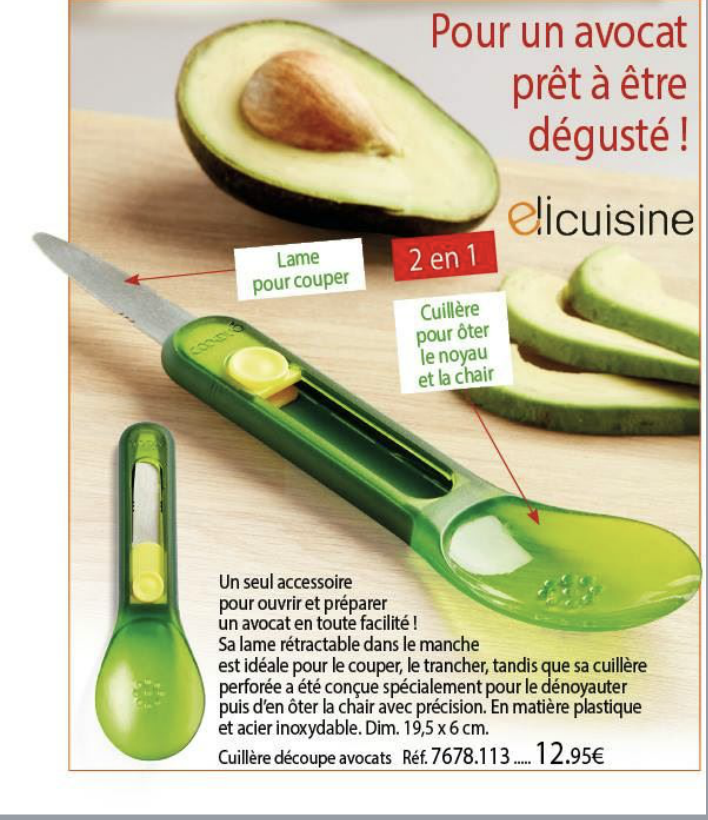 Pour un avocat
prêt à être
dégusté !
elicuisine
Lame
pour couper
2 en 1
Cuillère
pour ôter
le noyau
et la chair
Un seul accessoire
pour ouvrir et préparer
un avocat en toute facilité !
Sa lame rétractable dans le manche
est idéale pour le couper, le trancher, tandis que sa cuillère
perforée a été conçue spécialement pour le dénoyauter
puis d'en ôter la chair avec précision. En matière plastique
et acier inoxydable. Dim. 19,5 x 6 cm.
Cuillère découpe avocats Réf. 7678.113 ..... 12.95€